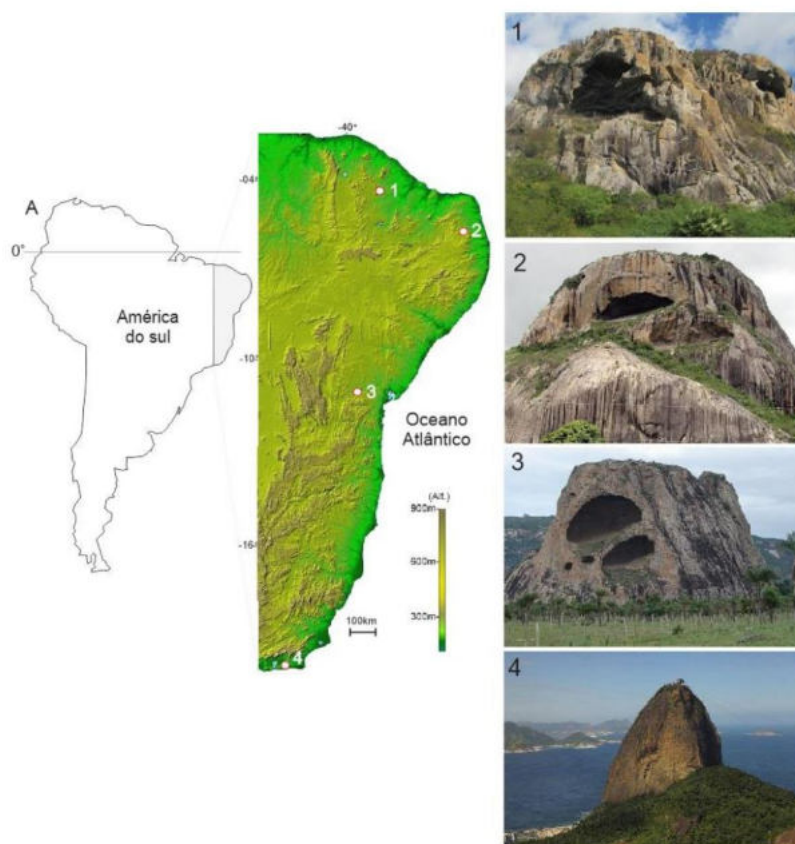 A
0°
América
do sul
-40°
-04°
-10°
-16°
1
2
3
4
Oceano
Atlântico
(Alt.)
900m
600m
300m
100km
1
2
3
4